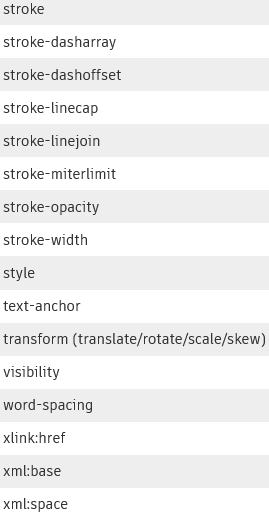 stroke
stroke-dasharray
stroke-dashoffset
stroke-linecap
stroke-linejoin
stroke-miterlimit
stroke-opacity
stroke-width
style
text-anchor
transform (translate/rotate/scale/skew)
visibility
word-spacing
xlink:href
xml:base
xml:space